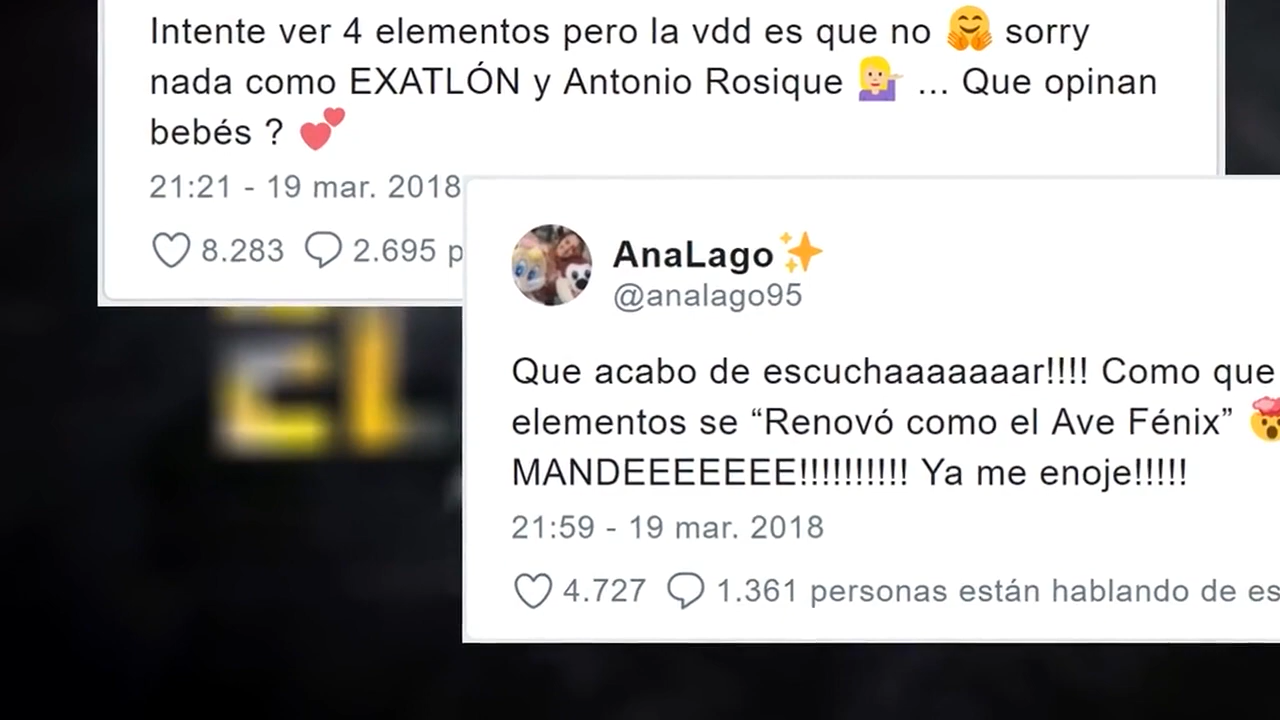 Intente ver 4 elementos pero la vdd es que no 🤗 sorry
nada como EXATLÓN y Antonio Rosique 💁🏼‍♀️ ... Que opinan
bebés ? 💕
21:21 - 19 mar. 2018
8.283 2.695 p
AnaLago✨
@analago95
Que acabo de escuchaaaaaaar!!!! Como que
elementos se “Renovó como el Ave Fénix” 🤯
MANDEEEEEEE!!!!!!!!!! Ya me enoje!!!!!
21:59 - 19 mar. 2018
4.727 1.361 personas están hablando de es
EL